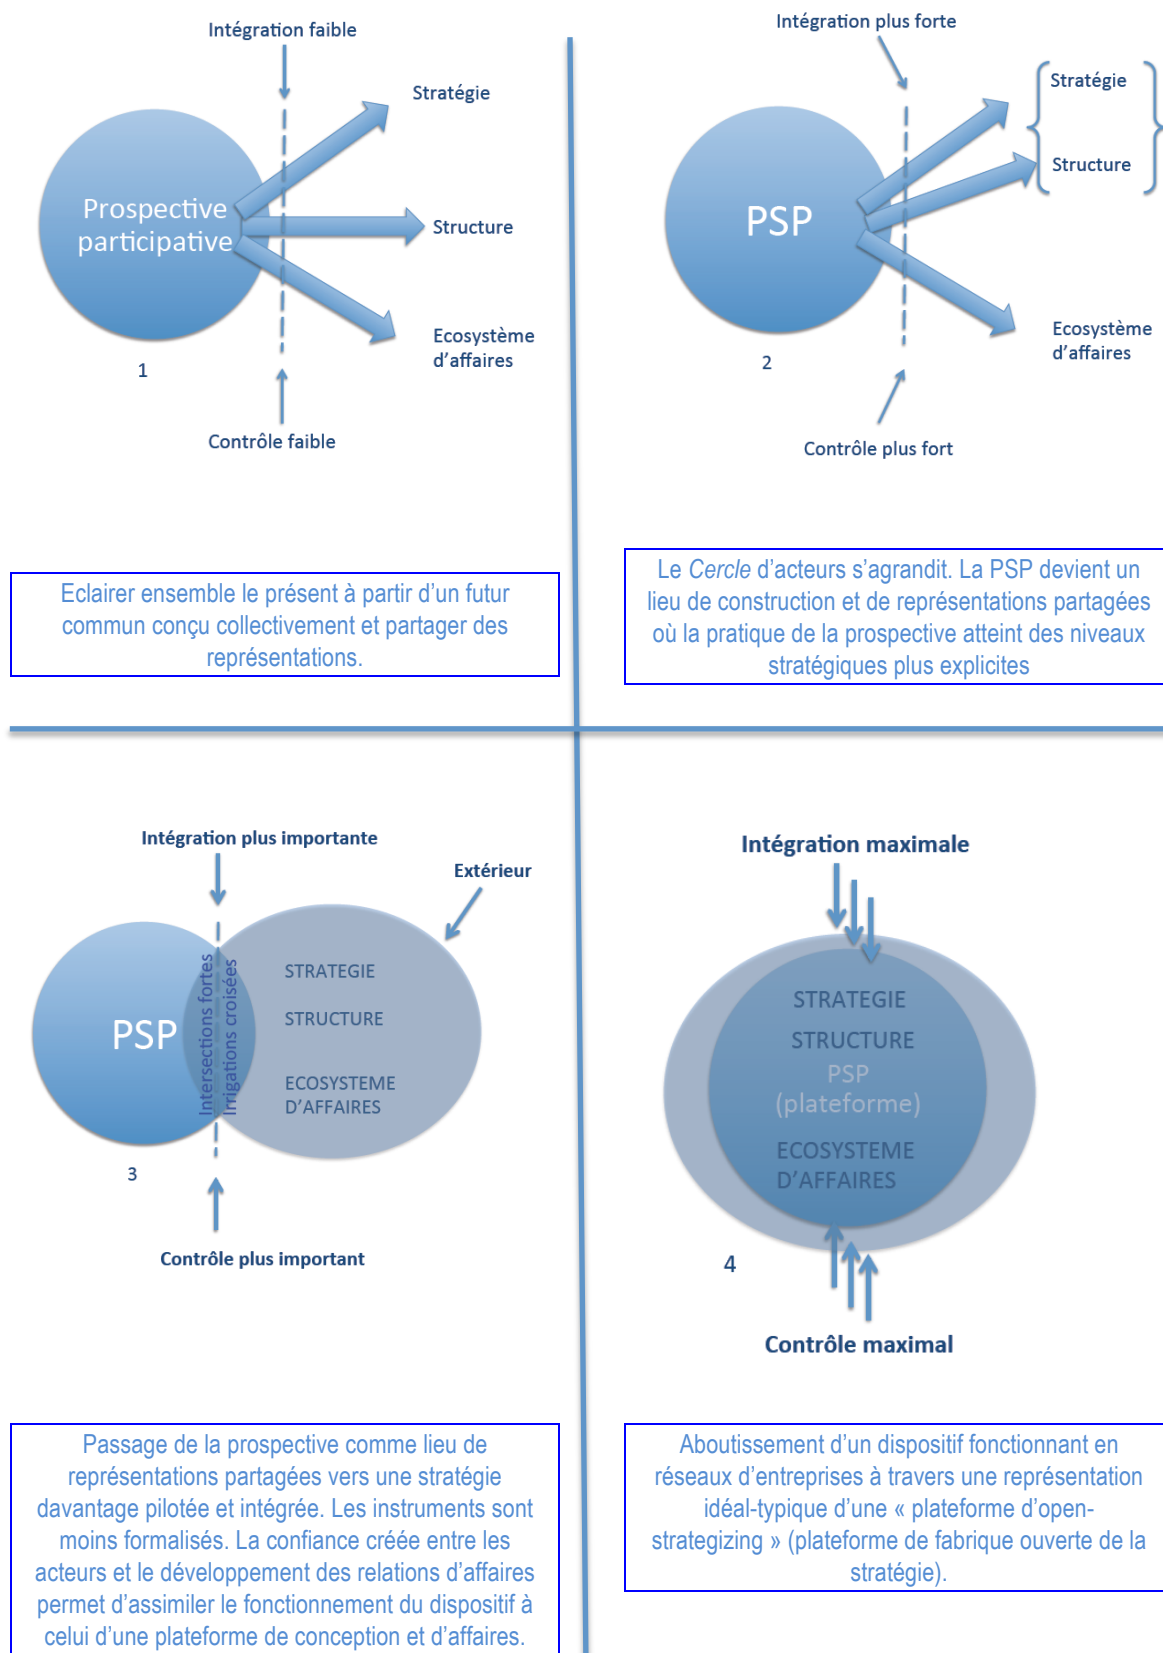 Intégration faible
Stratégie
Prospective
participative
Structure
Ecosystème
d'affaires
1
Contrôle faible
Eclairer ensemble le présent à partir d'un futur
commun conçu collectivement et partager des
représentations.
Intégration plus forte
Stratégie
Structure
PSP
Ecosystème
d'affaires
2
Contrôle plus fort
Le Cercle d'acteurs s'agrandit. La PSP devient un
lieu de construction et de représentations partagées
où la pratique de la prospective atteint des niveaux
stratégiques plus explicites
Intégration plus importante
Extérieur
PSP
Intersections fortes
Irrigations croisées
STRATEGIE
STRUCTURE
ECOSYSTEME
D'AFFAIRES
3
Contrôle plus important
Passage de la prospective comme lieu de
représentations partagées vers une stratégie
davantage pilotée et intégrée. Les instruments sont
moins formalisés. La confiance créée entre les
acteurs et le développement des relations d'affaires
permet d'assimiler le fonctionnement du dispositif à
celui d'une plateforme de conception et d'affaires.
Intégration maximale
STRATEGIE
STRUCTURE
PSP
(plateforme)
ECOSYSTEME
D'AFFAIRES
4
Contrôle maximal
Aboutissement d'un dispositif fonctionnant en
réseaux d'entreprises à travers une représentation
idéal-typique d'une « plateforme d'open-
strategizing » (plateforme de fabrique ouverte de la
stratégie).